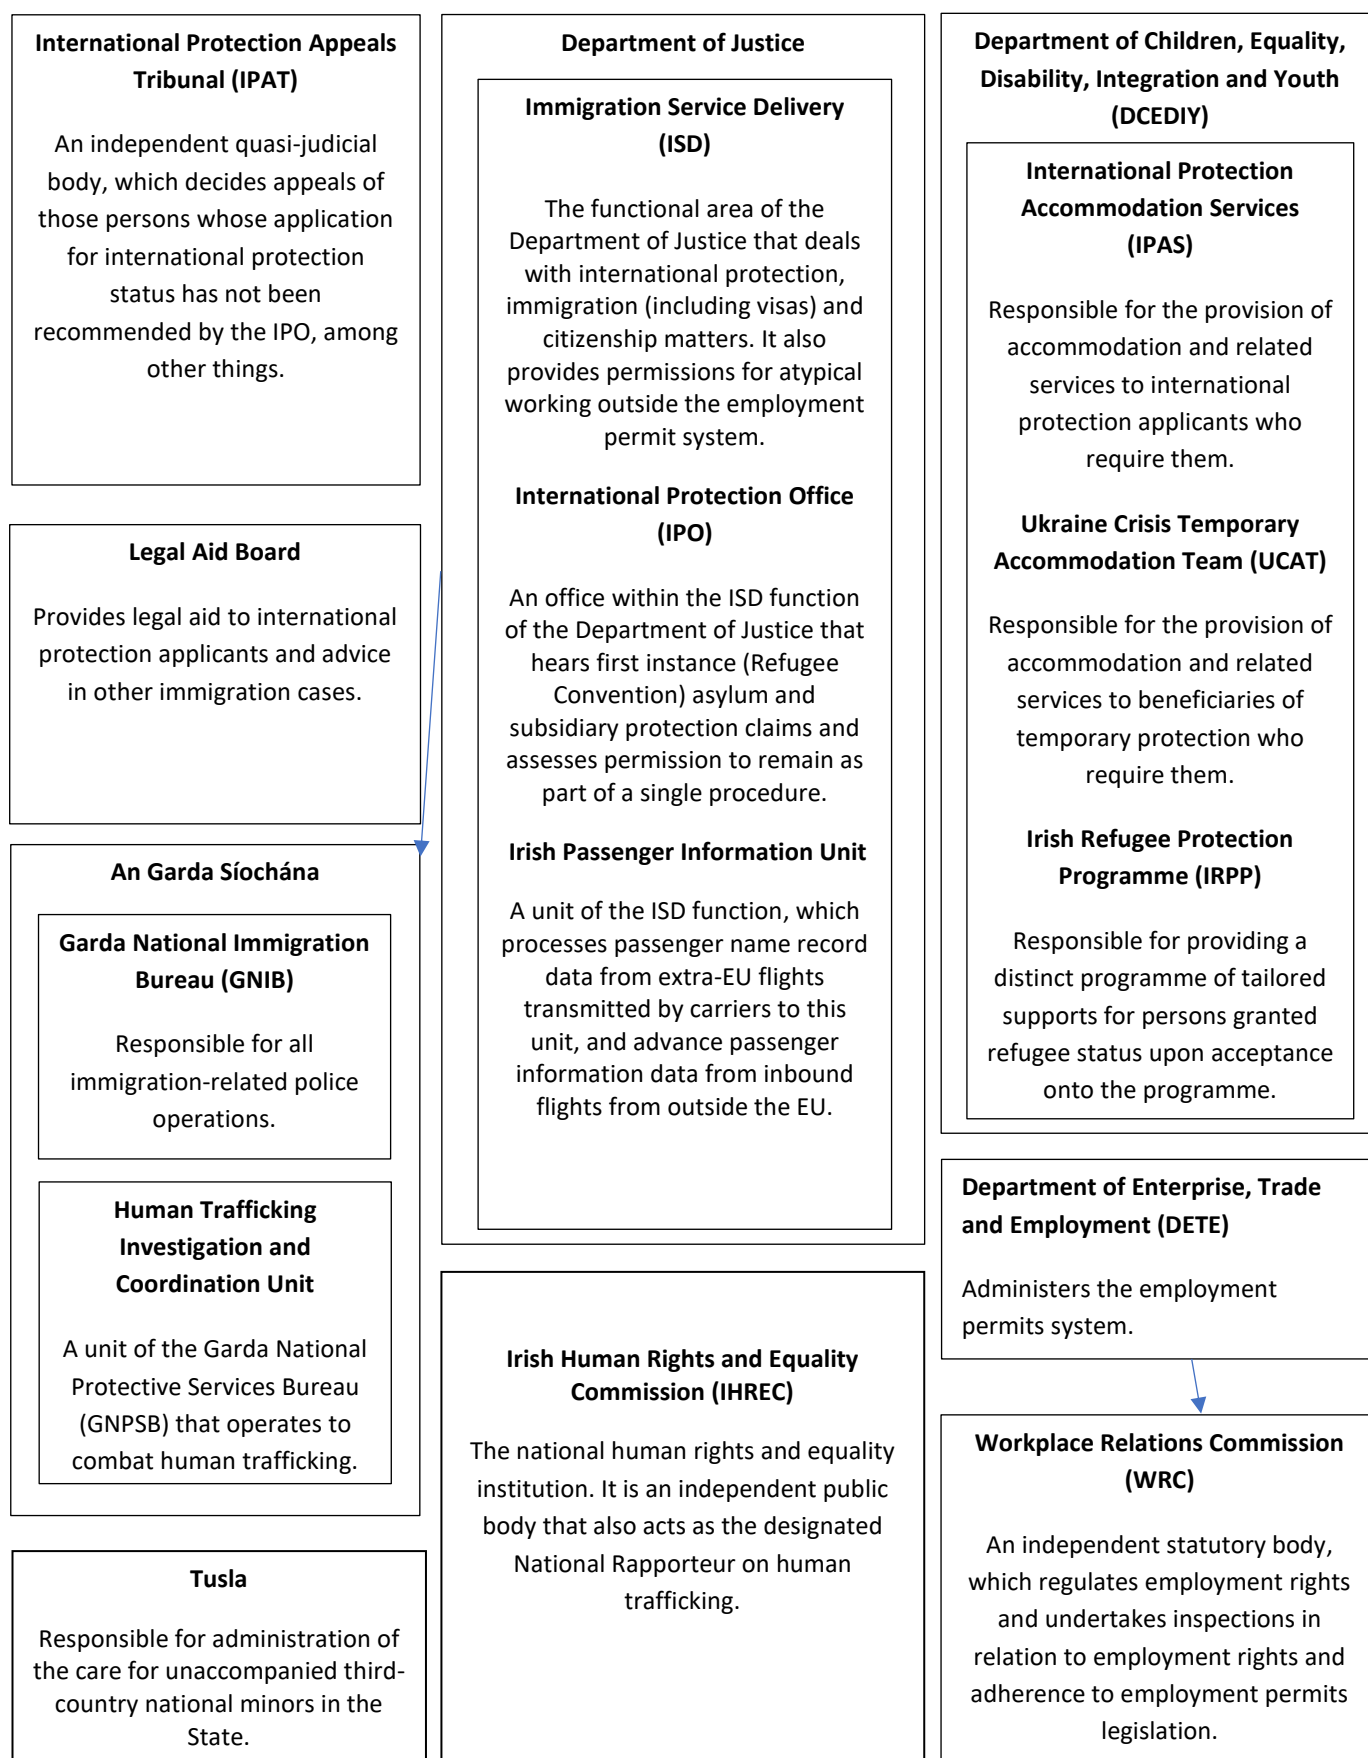 International Protection Appeals
Tribunal (IPAT)
An independent quasi-judicial
body, which decides appeals of
those persons whose application
for international protection
status has not been
recommended by the IPO, among
other things.
Legal Aid Board
Provides legal aid to international
protection applicants and advice
in other immigration cases.
An Garda Síochána
Garda National Immigration
Bureau (GNIB)
Responsible for all
immigration-related police
operations.
Human Trafficking
Investigation and
Coordination Unit
A unit of the Garda National
Protective Services Bureau
(GNPSB) that operates to
combat human trafficking.
Tusla
Responsible for administration of
the care for unaccompanied third-
country national minors in the
State.
Department of Justice
Immigration Service Delivery
(ISD)
The functional area of the
Department of Justice that deals
with international protection,
immigration (including visas) and
citizenship matters. It also
provides permissions for atypical
working outside the employment
permit system.
International Protection Office
(IPO)
An office within the ISD function
of the Department of Justice that
hears first instance (Refugee
Convention) asylum and
subsidiary protection claims and
assesses permission to remain as
part of a single procedure.
Irish Passenger Information Unit
A unit of the ISD function, which
processes passenger name record
data from extra-EU flights
transmitted by carriers to this
unit, and advance passenger
information data from inbound
flights from outside the EU.
Irish Human Rights and Equality
Commission (IHREC)
The national human rights and equality
institution. It is an independent public
body that also acts as the designated
National Rapporteur on human
trafficking.
Department of Children, Equality,
Disability, Integration and Youth
(DCEDIY)
International Protection
Accommodation Services
(IPAS)
Responsible for the provision of
accommodation and related
services to international
protection applicants who
require them.
Ukraine Crisis Temporary
Accommodation Team (UCAT)
Responsible for the provision of
accommodation and related
services to beneficiaries of
temporary protection who
require them.
Irish Refugee Protection
Programme (IRPP)
Responsible for providing a
distinct programme of tailored
supports for persons granted
refugee status upon acceptance
onto the programme.
Department of Enterprise, Trade
and Employment (DETE)
Administers the employment
permits system.
Workplace Relations Commission
(WRC)
An independent statutory body,
which regulates employment rights
and undertakes inspections in
relation to employment rights and
adherence to employment permits
legislation.